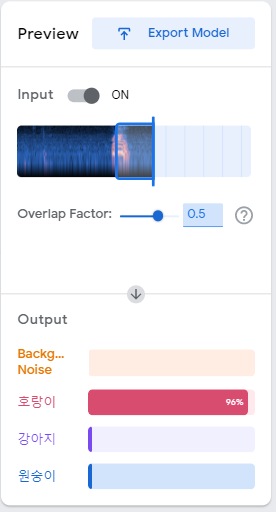 Preview
Export Model
Input
ON
Overlap Factor:
0.5
?
Output
Backg...
Noise
호랑이
96%
강아지
원숭이